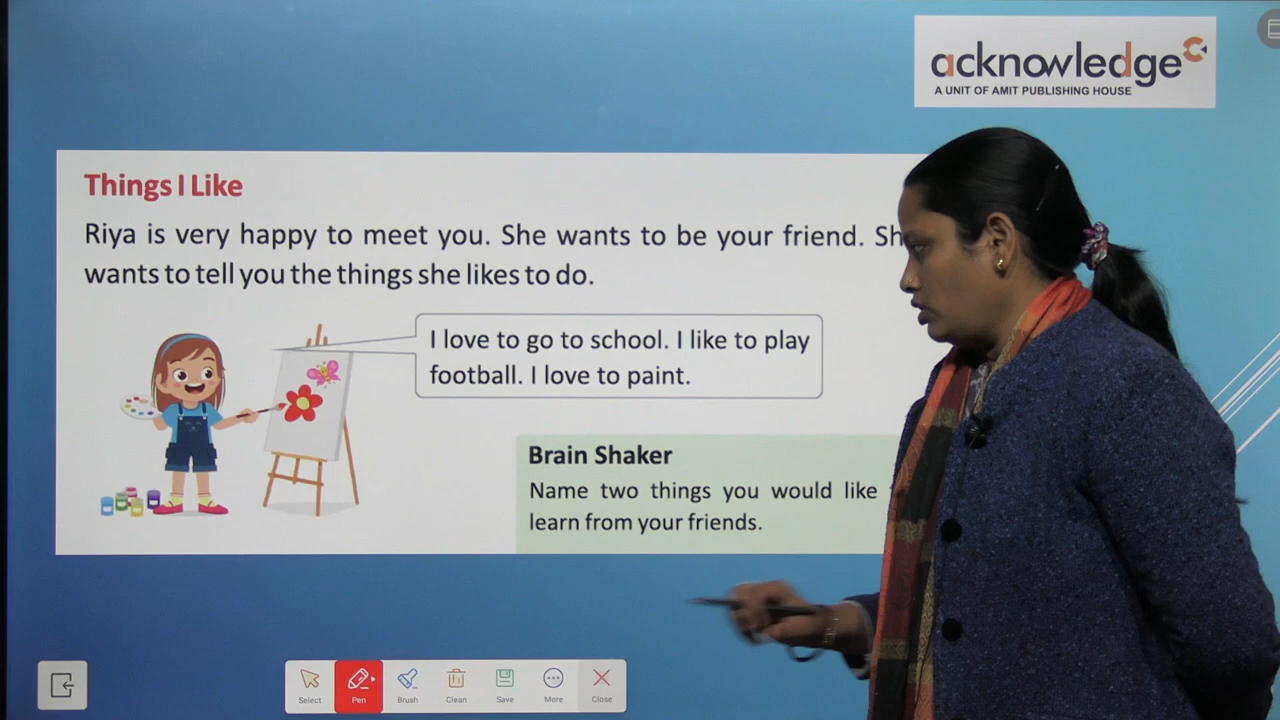 acknowledge
A UNIT OF AMIT PUBLISHING HOUSE
Things I Like
Riya is very happy to meet you. She wants to be your friend. Sh
wants to tell you the things she likes to do.
I love to go to school. I like to play
football. I love to paint.
Brain Shaker
Name two things you would like
learn from your friends.
Select Pen Brush Clean Save More Close